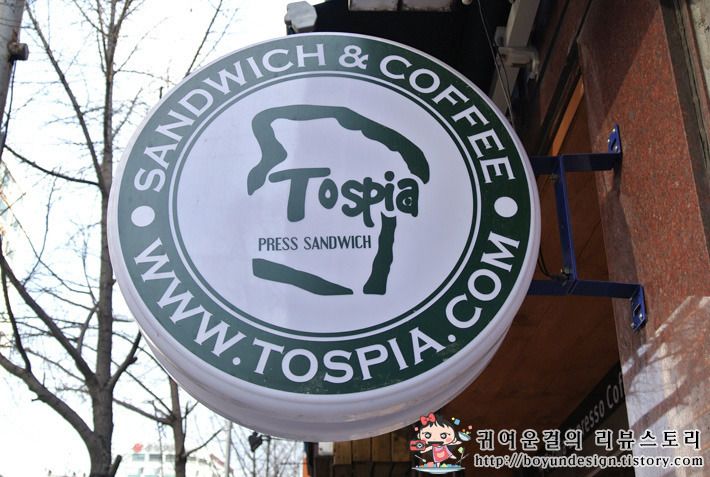 SANDWICH & COFFEE
Tospia
PRESS SANDWICH
WWW.TOSPIA.COM
귀여운걸의 리뷰스토리
http://boyundesign.tistory.com